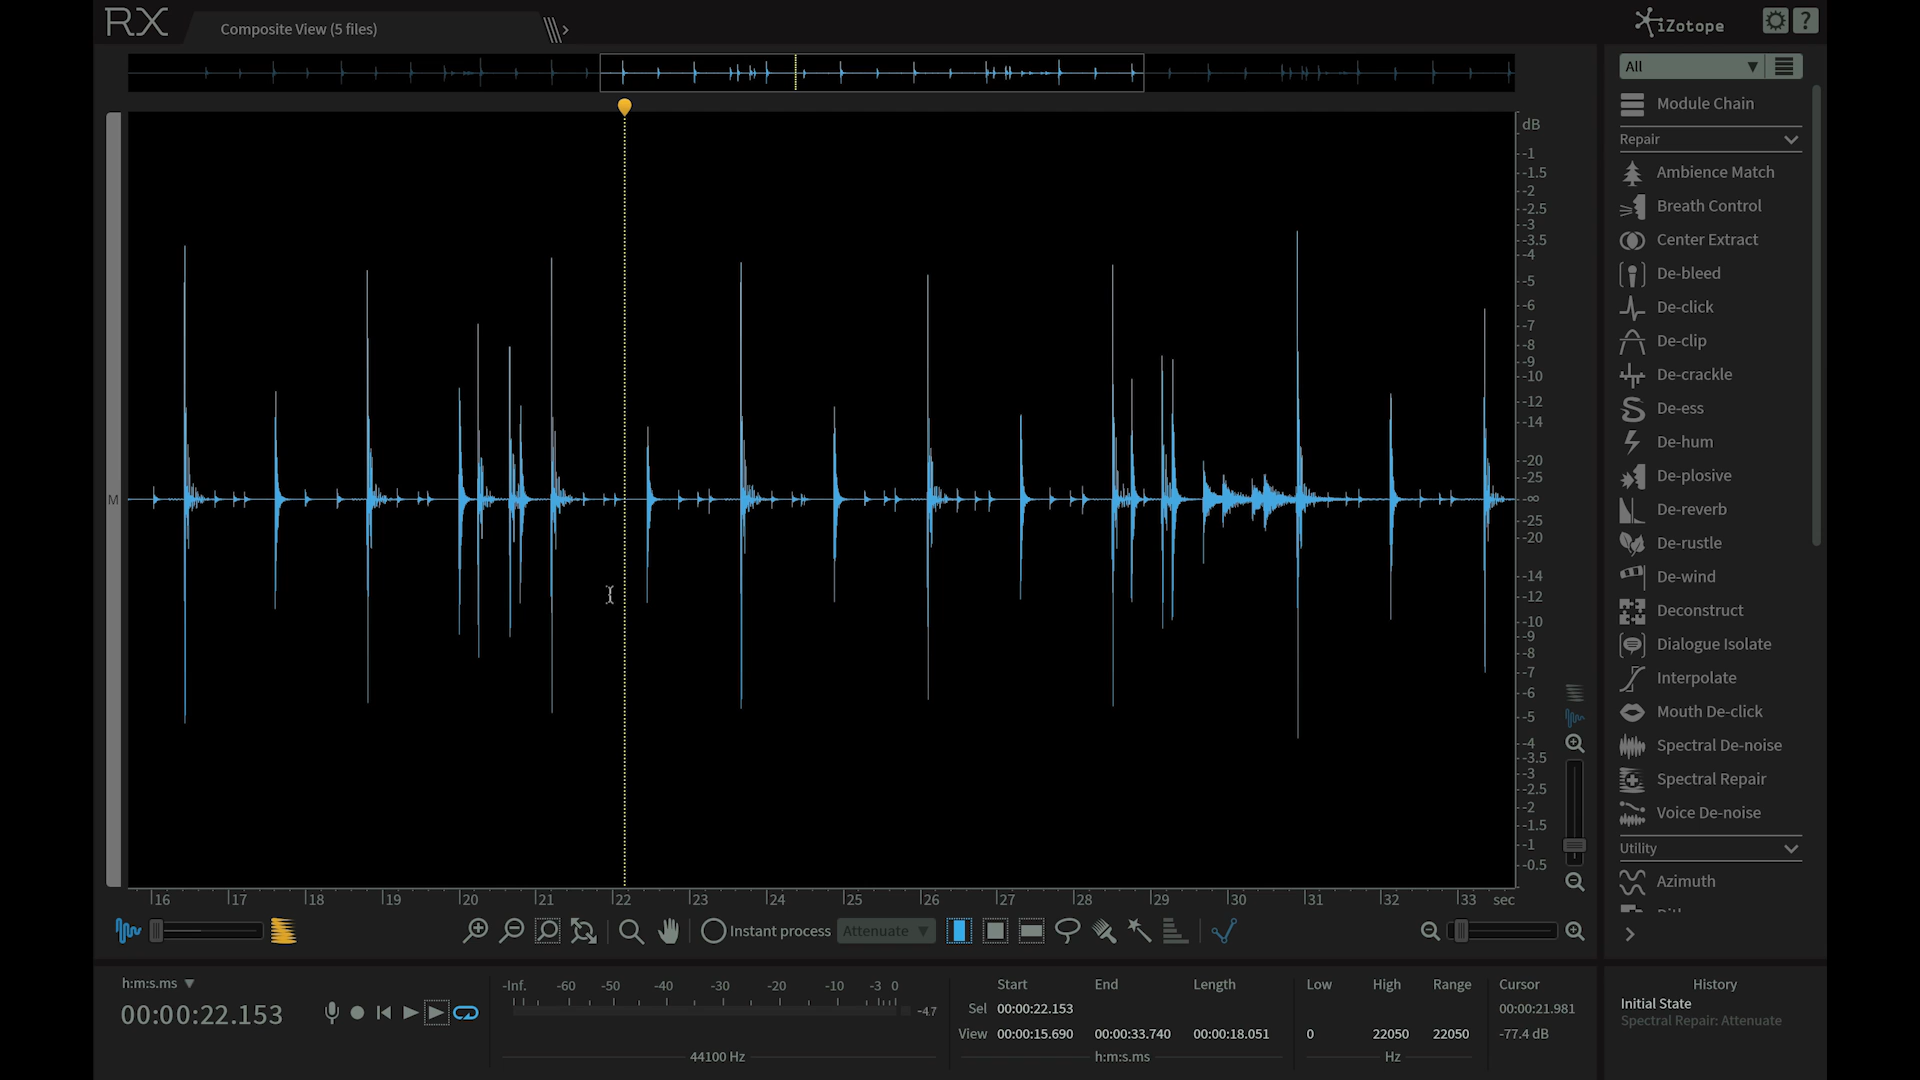 RX
Composite View (5 files)
iZotope
?
All
Module Chain
Repair
Ambience Match
Breath Control
Center Extract
De-bleed
De-click
De-clip
De-crackle
De-ess
De-hum
De-plosive
De-reverb
De-rustle
De-wind
Deconstruct
Dialogue Isolate
Interpolate
Mouth De-click
Spectral De-noise
Spectral Repair
Voice De-noise
Utility
Azimuth
dB
-1
-1.5
-2
-2.5
-3
-3.5
-4
-5
-6
-7
-8
-9
-10
-12
-14
-20
-25
-∞
-25
-20
-14
-12
-10
-9
-8
-7
-6
-5
-4
-3.5
-3
-2.5
-2
-1.5
-1
-0.5
M
16 17 18 19 20 21 22 23 24 25 26 27 28 29 30 31 32 33 sec
Instant process Attenuate
h:m:s.ms
00:00:22.153
-Inf. -60 -50 -40 -30 -20 -10 -3 0
-4.7
44100 Hz
Start End Length
Sel 00:00:22.153
View 00:00:15.690 00:00:33.740 00:00:18.051
h:m:s.ms
Low High Range
0 22050 22050
Hz
Cursor
00:00:21.981
-77.4 dB
History
Initial State
Spectral Repair: Attenuate